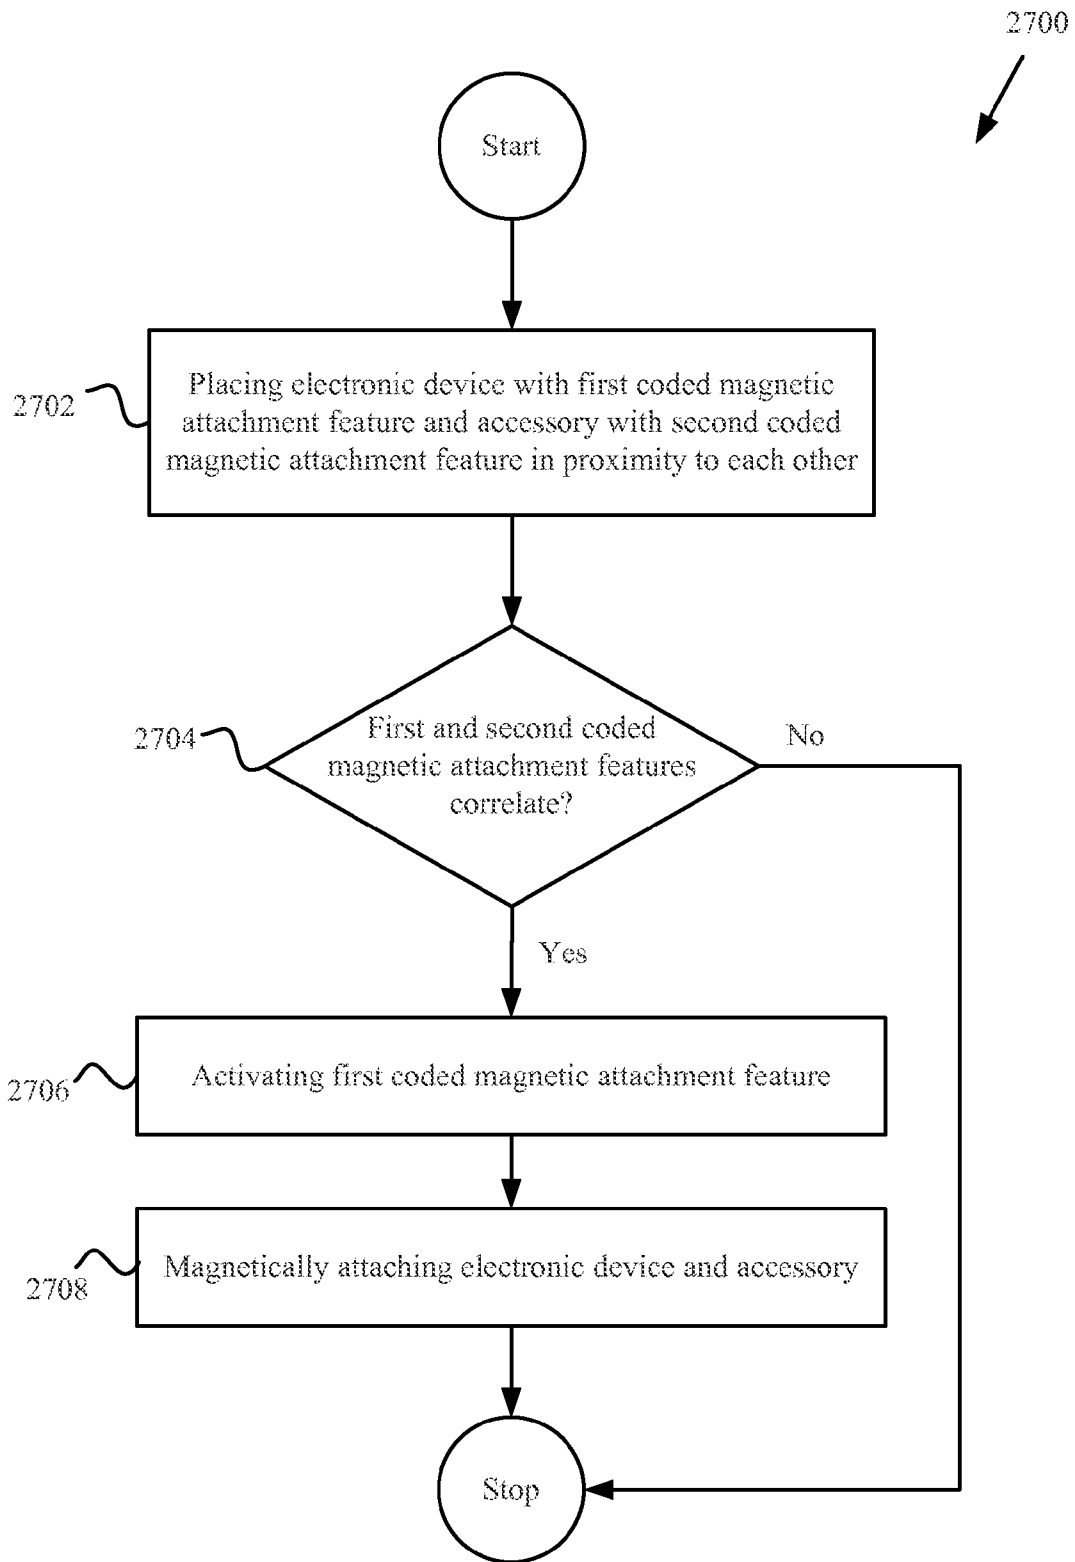 2700
Start
2702
Placing electronic device with first coded magnetic
attachment feature and accessory with second coded
magnetic attachment feature in proximity to each other
2704
First and second coded
magnetic attachment features
correlate?
No
Yes
2706
Activating first coded magnetic attachment feature
2708
Magnetically attaching electronic device and accessory
Stop